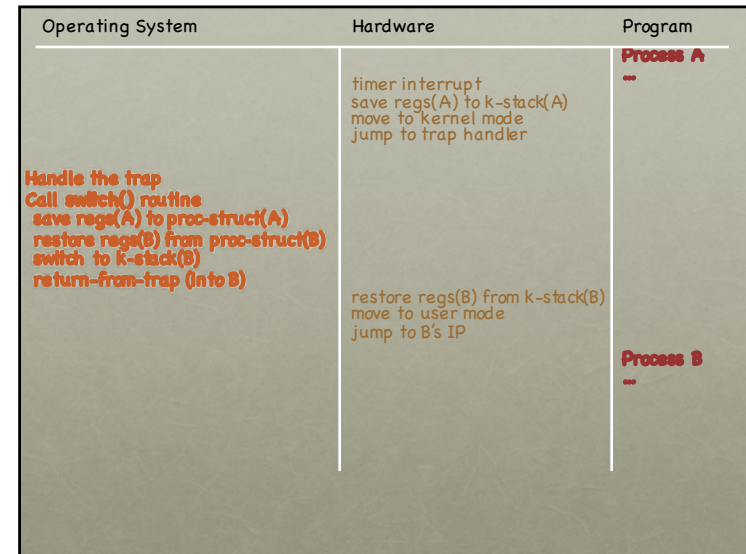 Operating System
Hardware
Program
Process A
...
timer interrupt
save regs(A) to k-stack(A)
move to kernel mode
jump to trap handler
Handle the trap
Call switch() routine
save regs(A) to proc-struct(A)
restore regs(B) from proc-struct(B)
switch to k-stack(B)
return-from-trap (into B)
restore regs(B) from k-stack(B)
move to user mode
jump to B's IP
Process B
...